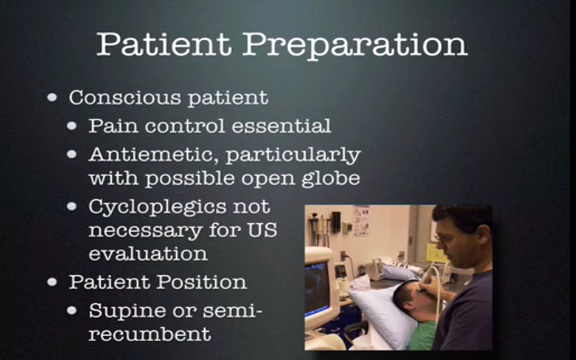 Patient Preparation
• Conscious patient
• Pain control essential
• Antiemetic, particularly
with possible open globe
• Cycloplegics not
necessary for US
evaluation
• Patient Position
• Supine or semi-
recumbent